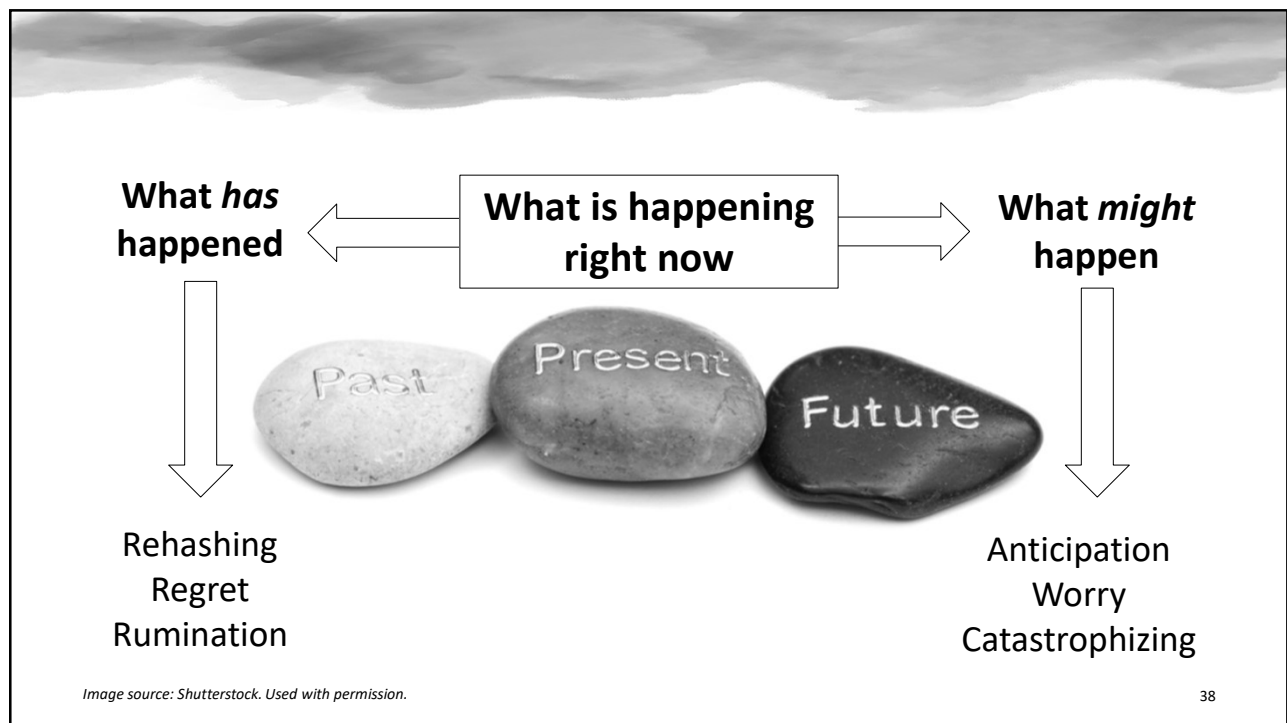 What has
happened
What is happening
right now
What might
happen
Past
Present
Future
Rehashing
Regret
Rumination
Anticipation
Worry
Catastrophizing
Image source: Shutterstock. Used with permission.
38